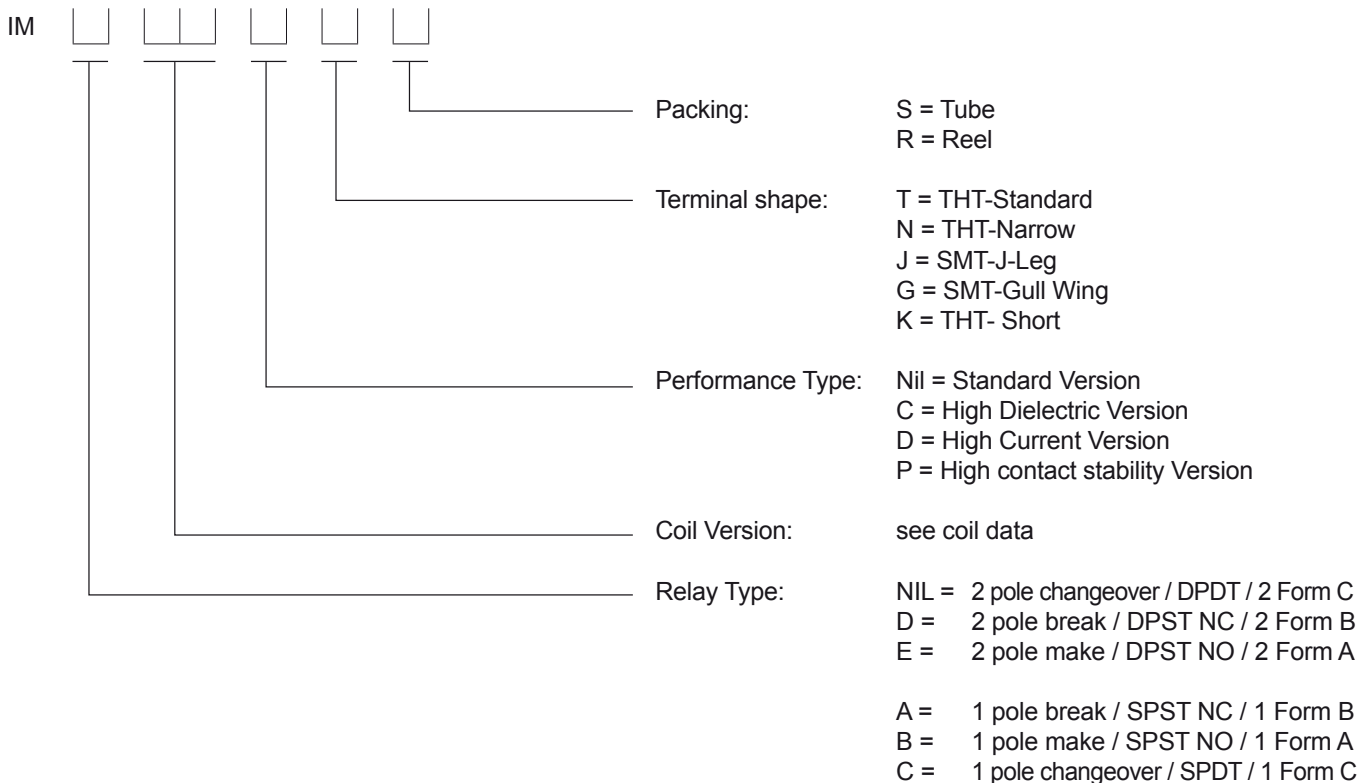 IM
Packing: S = Tube
R = Reel
Terminal shape: T = THT-Standard
N = THT-Narrow
J = SMT-J-Leg
G = SMT-Gull Wing
K = THT- Short
Performance Type: Nil = Standard Version
C = High Dielectric Version
D = High Current Version
P = High contact stability Version
Coil Version: see coil data
Relay Type: NIL = 2 pole changeover / DPDT / 2 Form C
D = 2 pole break / DPST NC / 2 Form B
E = 2 pole make / DPST NO / 2 Form A
A = 1 pole break / SPST NC / 1 Form B
B = 1 pole make / SPST NO / 1 Form A
C = 1 pole changeover / SPDT / 1 Form C